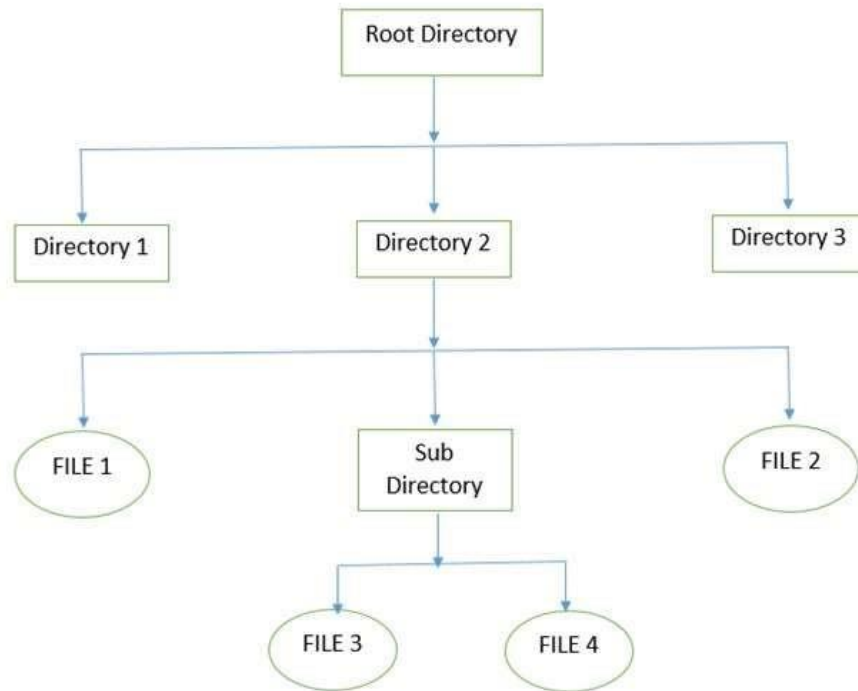 Root Directory
Directory 1
Directory 2
Directory 3
FILE 1
Sub
Directory
FILE 2
FILE 3
FILE 4